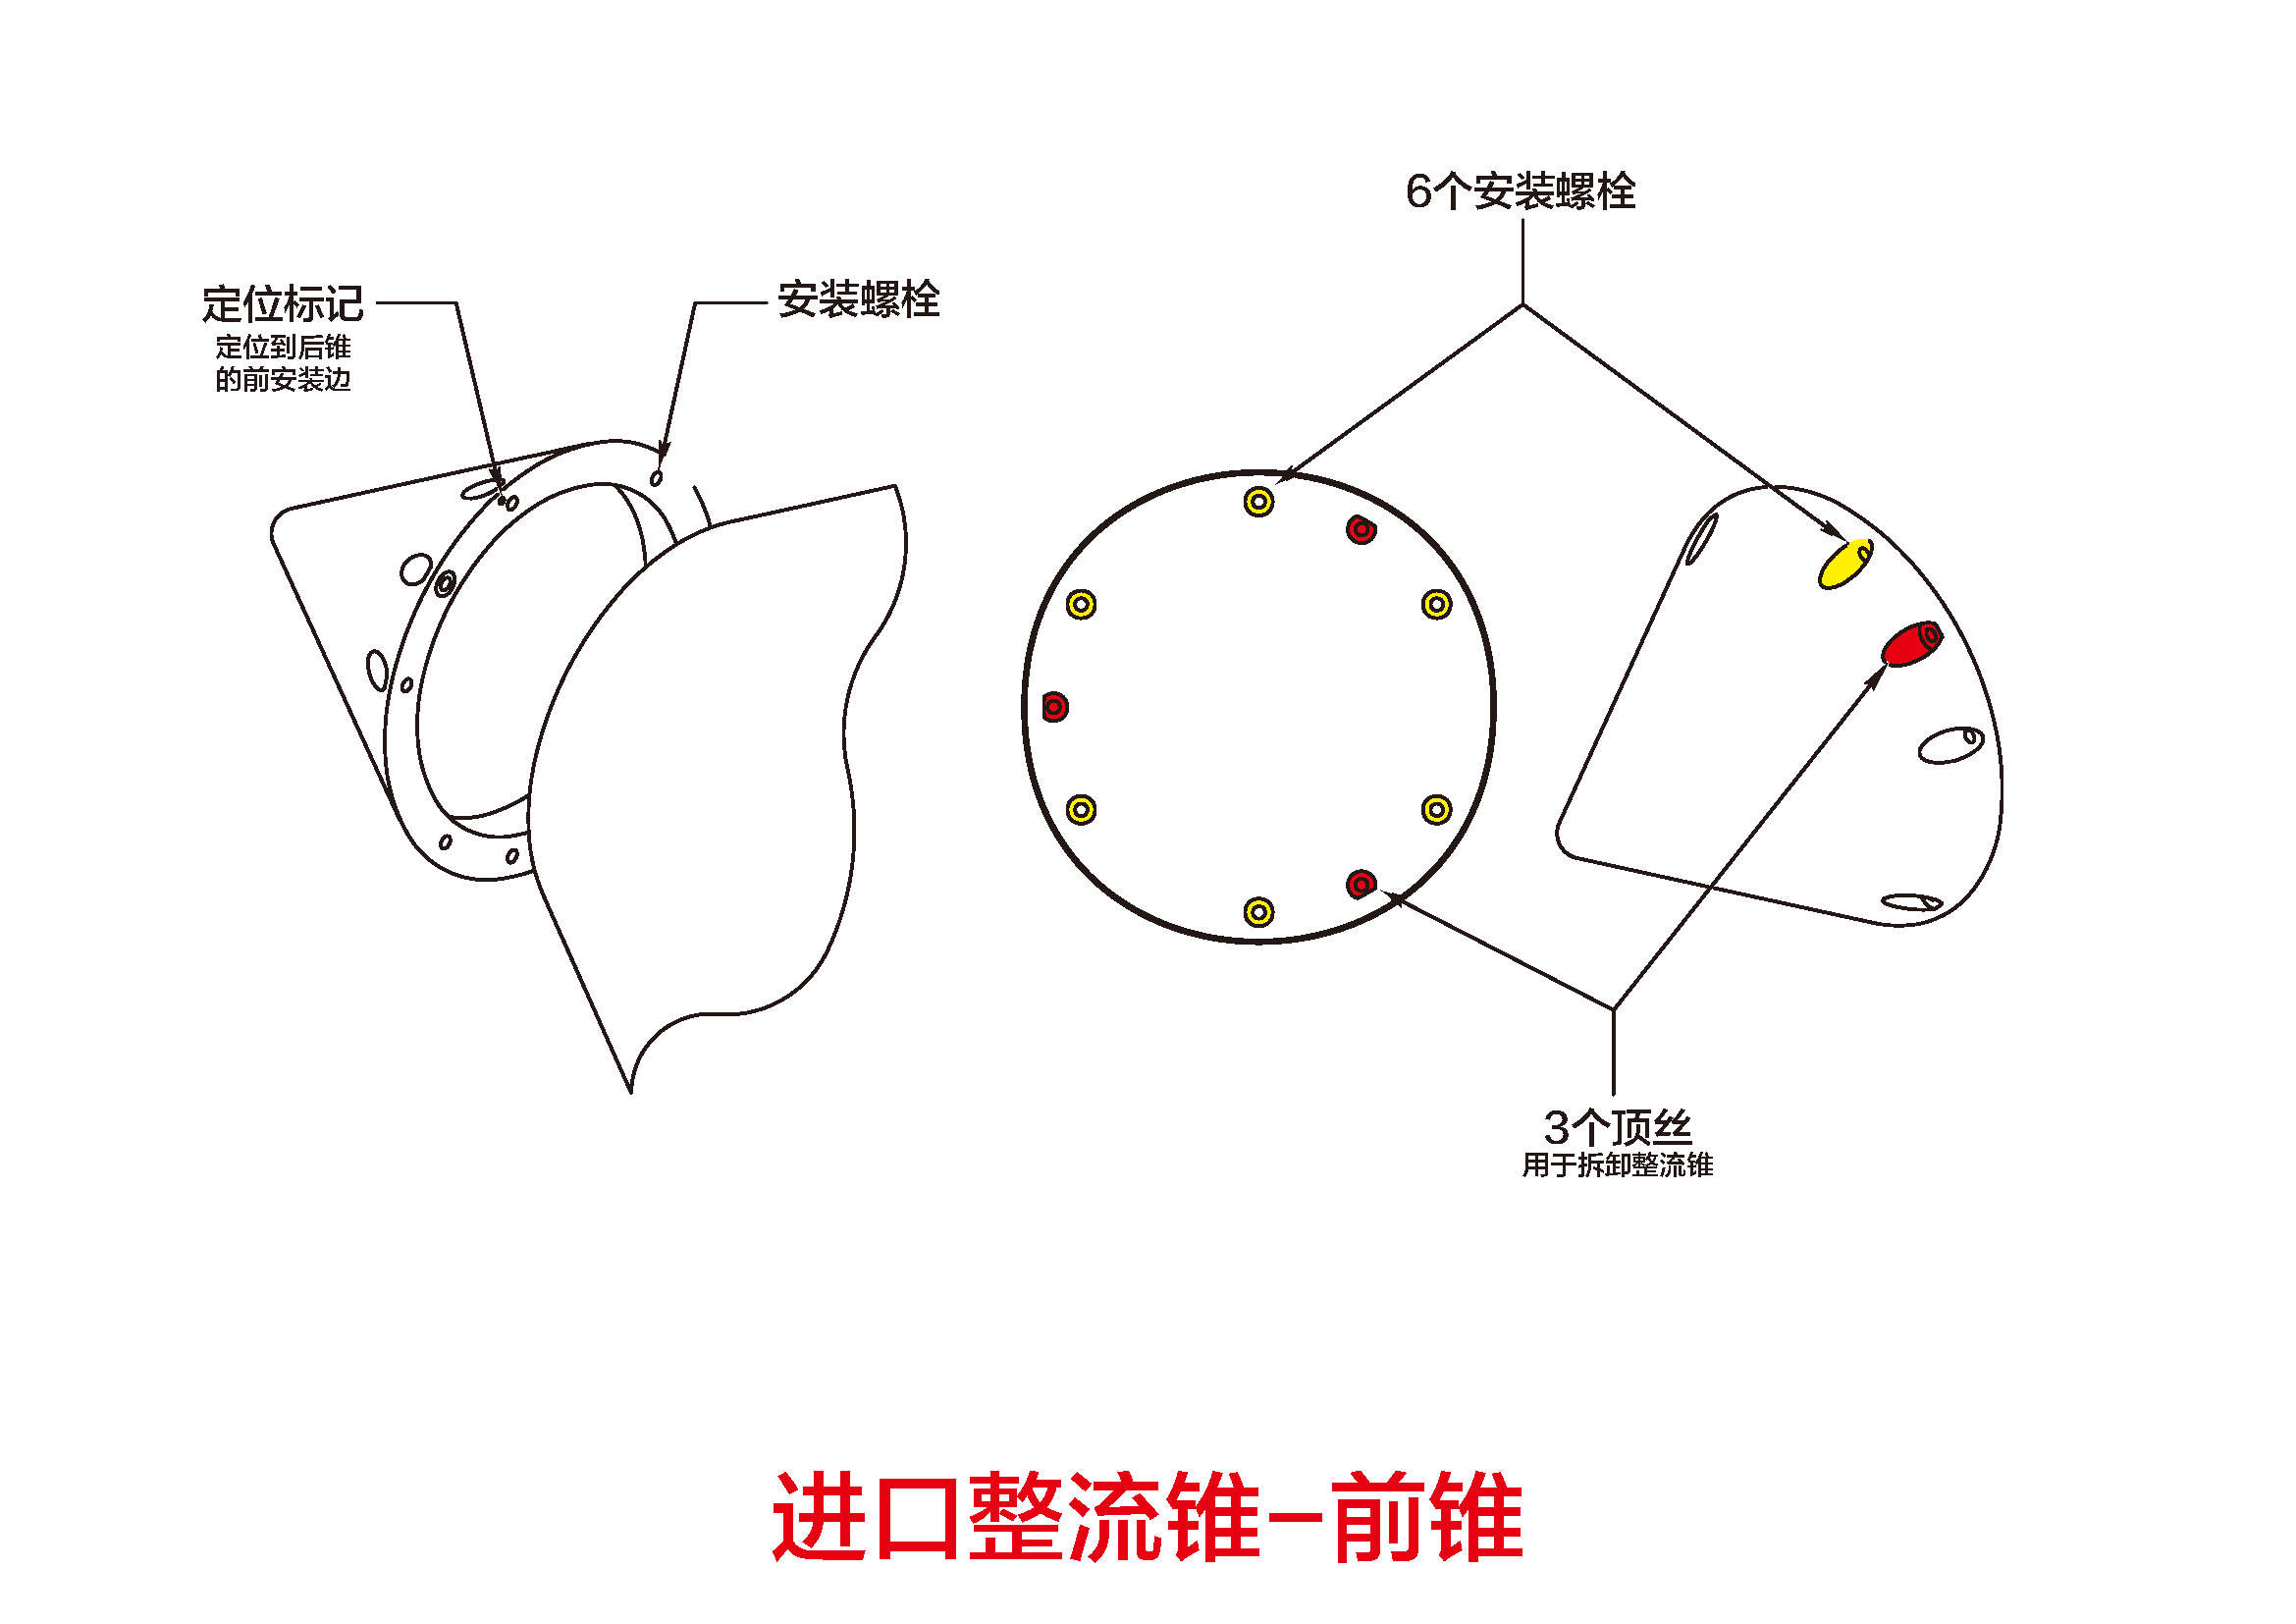 6个安装螺栓
定位标记
定位到后锥
的前安装边
安装螺栓
3个顶丝
用于拆卸整流锥
进口整流锥-前锥